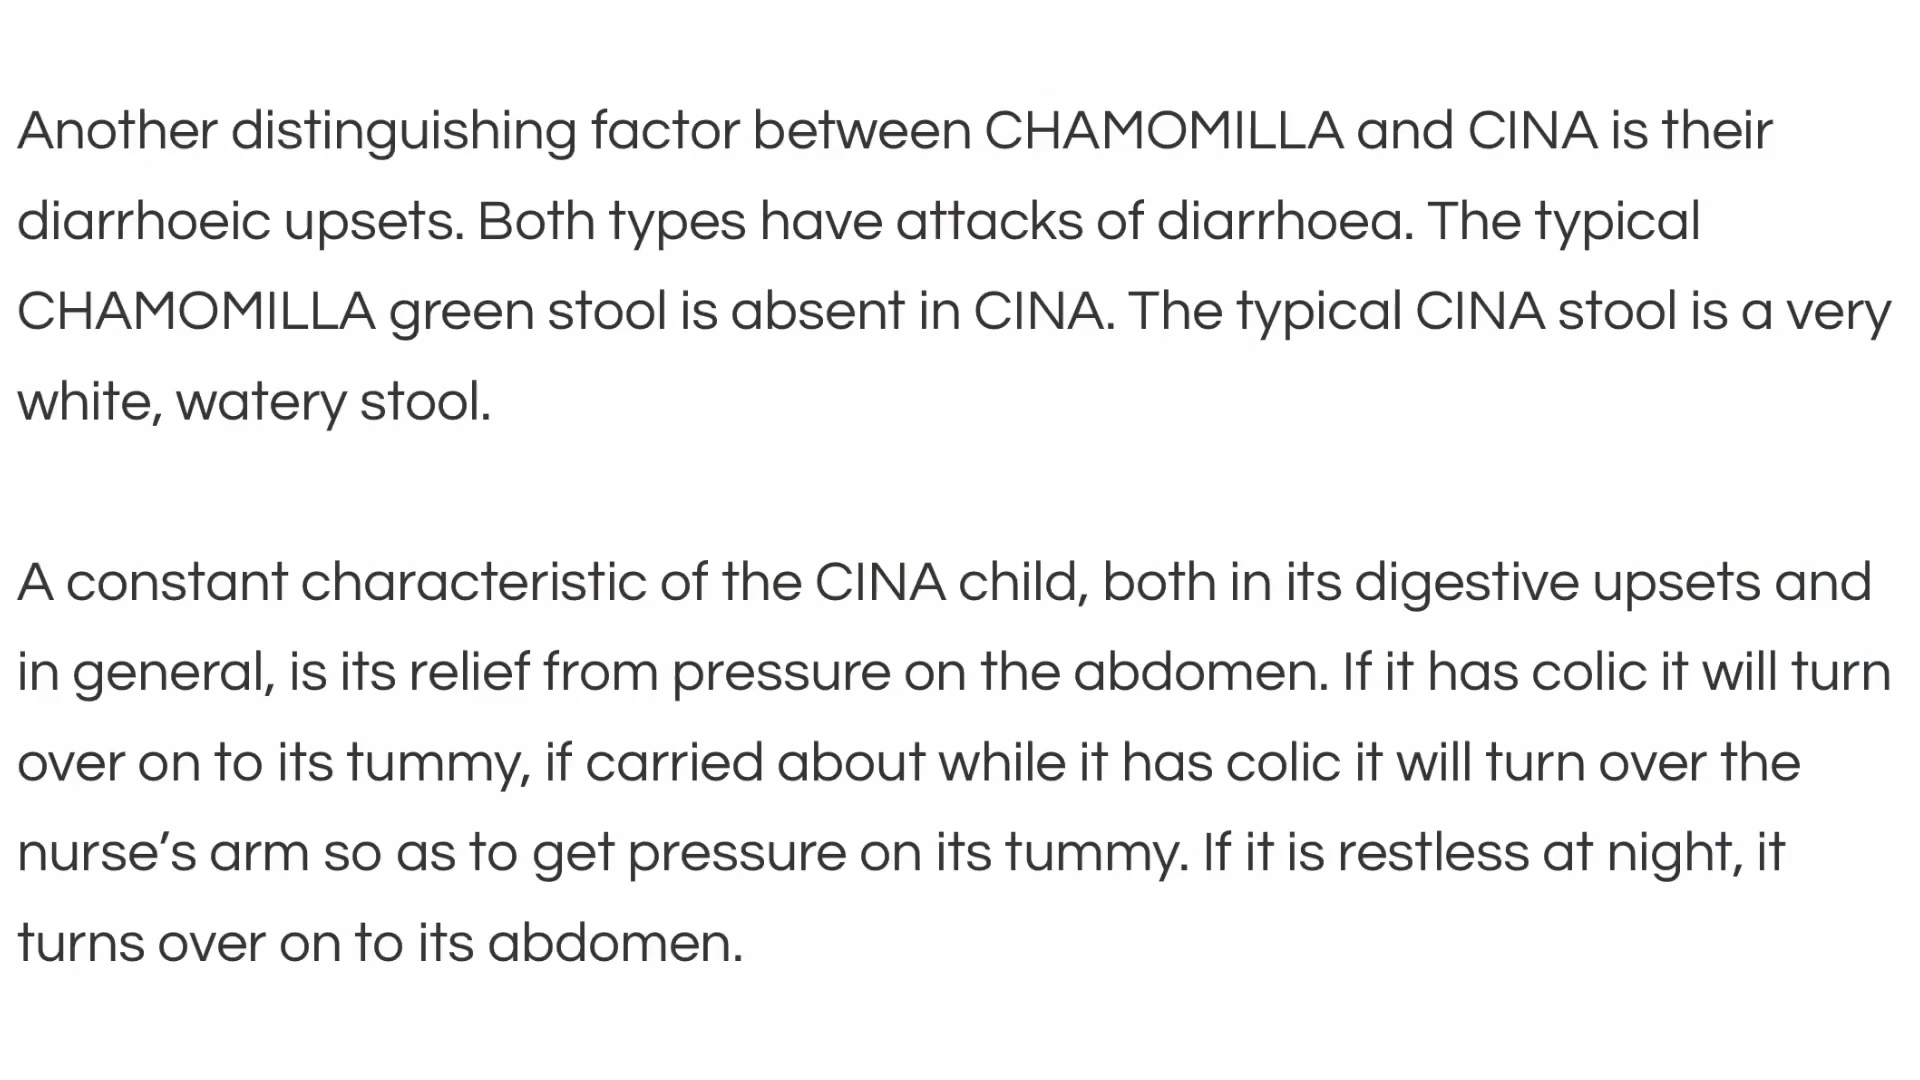 Another distinguishing factor between CHAMOMILLA and CINA is their
diarrhoeic upsets. Both types have attacks of diarrhoea. The typical
CHAMOMILLA green stool is absent in CINA. The typical CINA stool is a very
white, watery stool.
A constant characteristic of the CINA child, both in its digestive upsets and
in general, is its relief from pressure on the abdomen. If it has colic it will turn
over on to its tummy, if carried about while it has colic it will turn over the
nurse’s arm so as to get pressure on its tummy. If it is restless at night, it
turns over on to its abdomen.